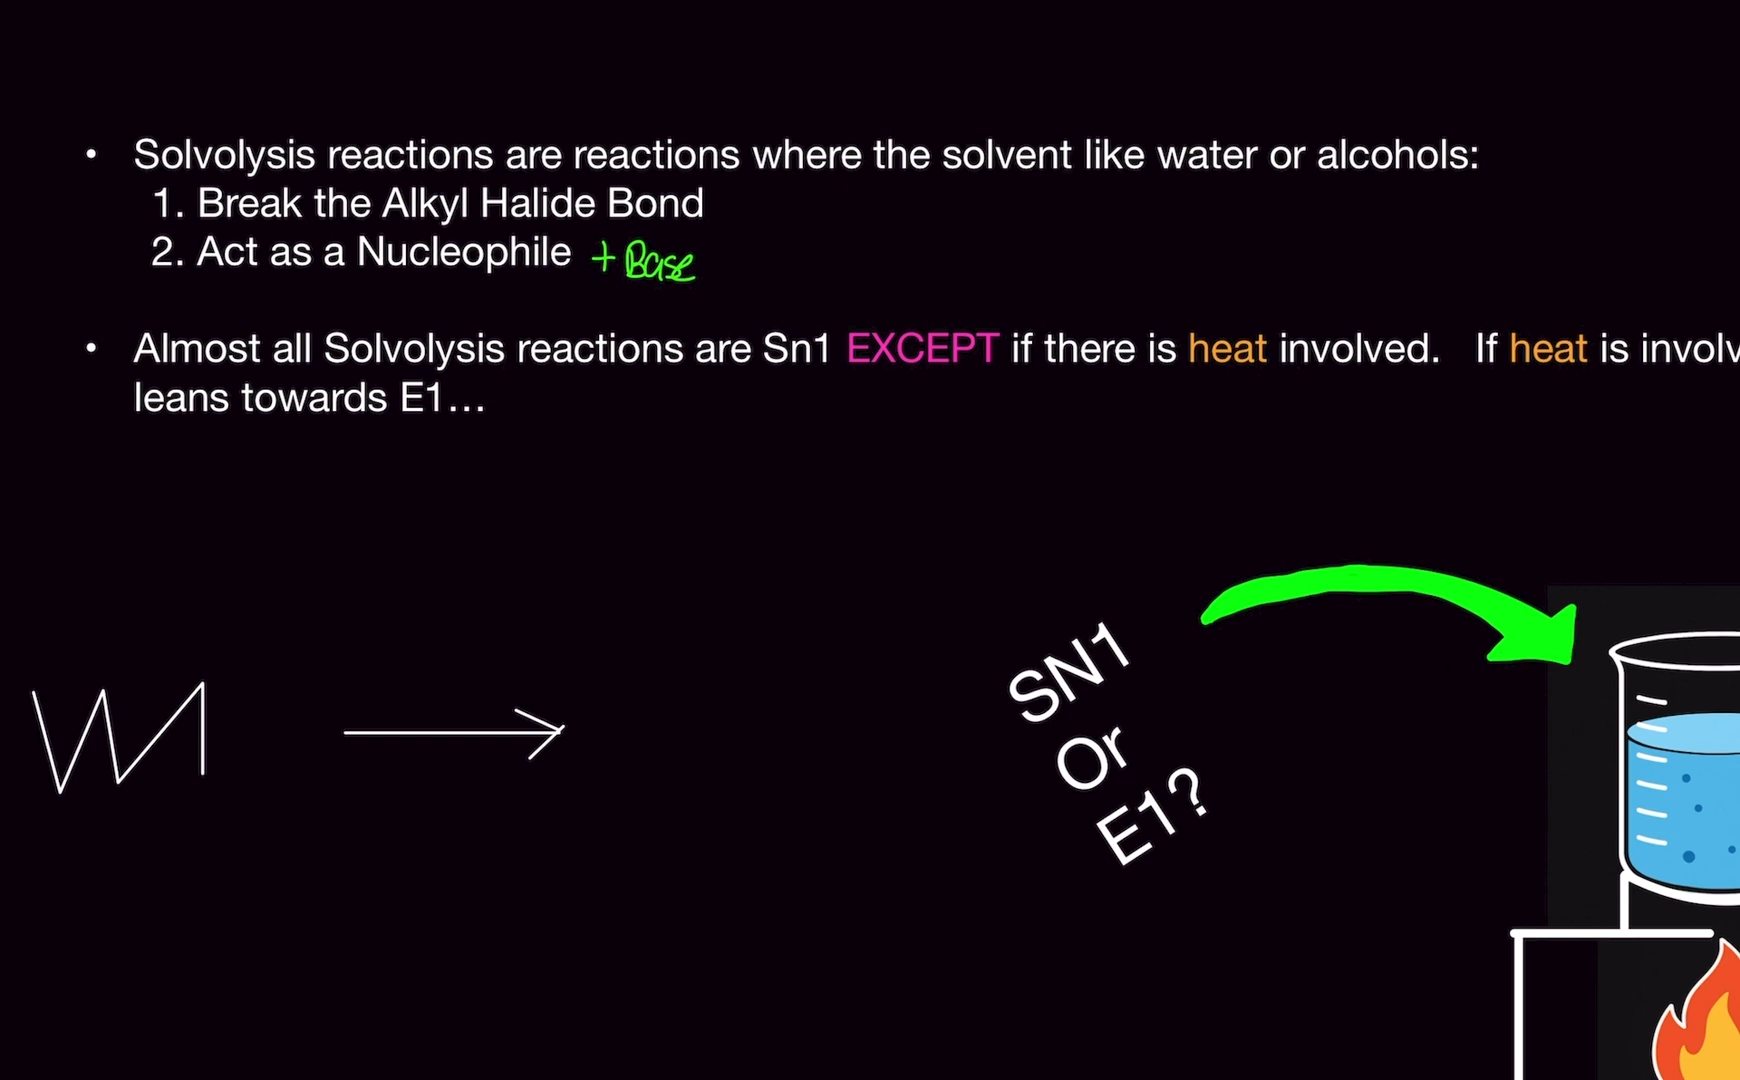 • Solvolysis reactions are reactions where the solvent like water or alcohols:
1. Break the Alkyl Halide Bond
2. Act as a Nucleophile + Base
• Almost all Solvolysis reactions are Sn1 EXCEPT if there is heat involved. If heat is involv
leans towards E1...
SN1
Or
E1?